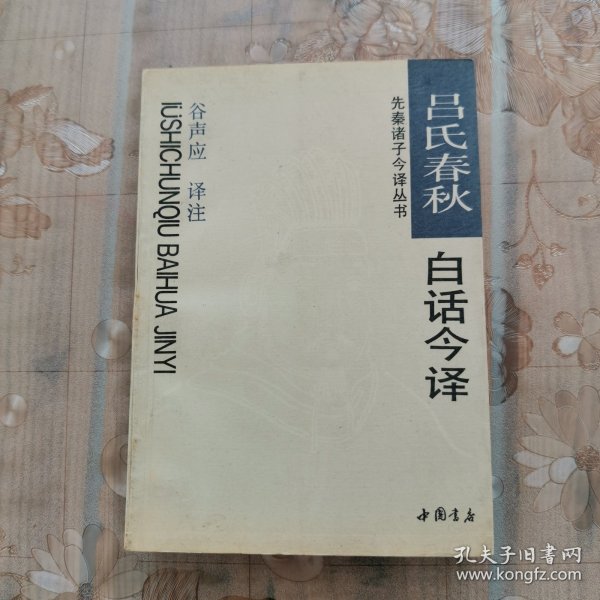 吕氏春秋
白话今译
先秦诸子今译丛书
谷声应 译注
lÜSHICHUNQIU BAIHUA JINYI
中国书店
孔夫子旧书网
www.kongfz.com